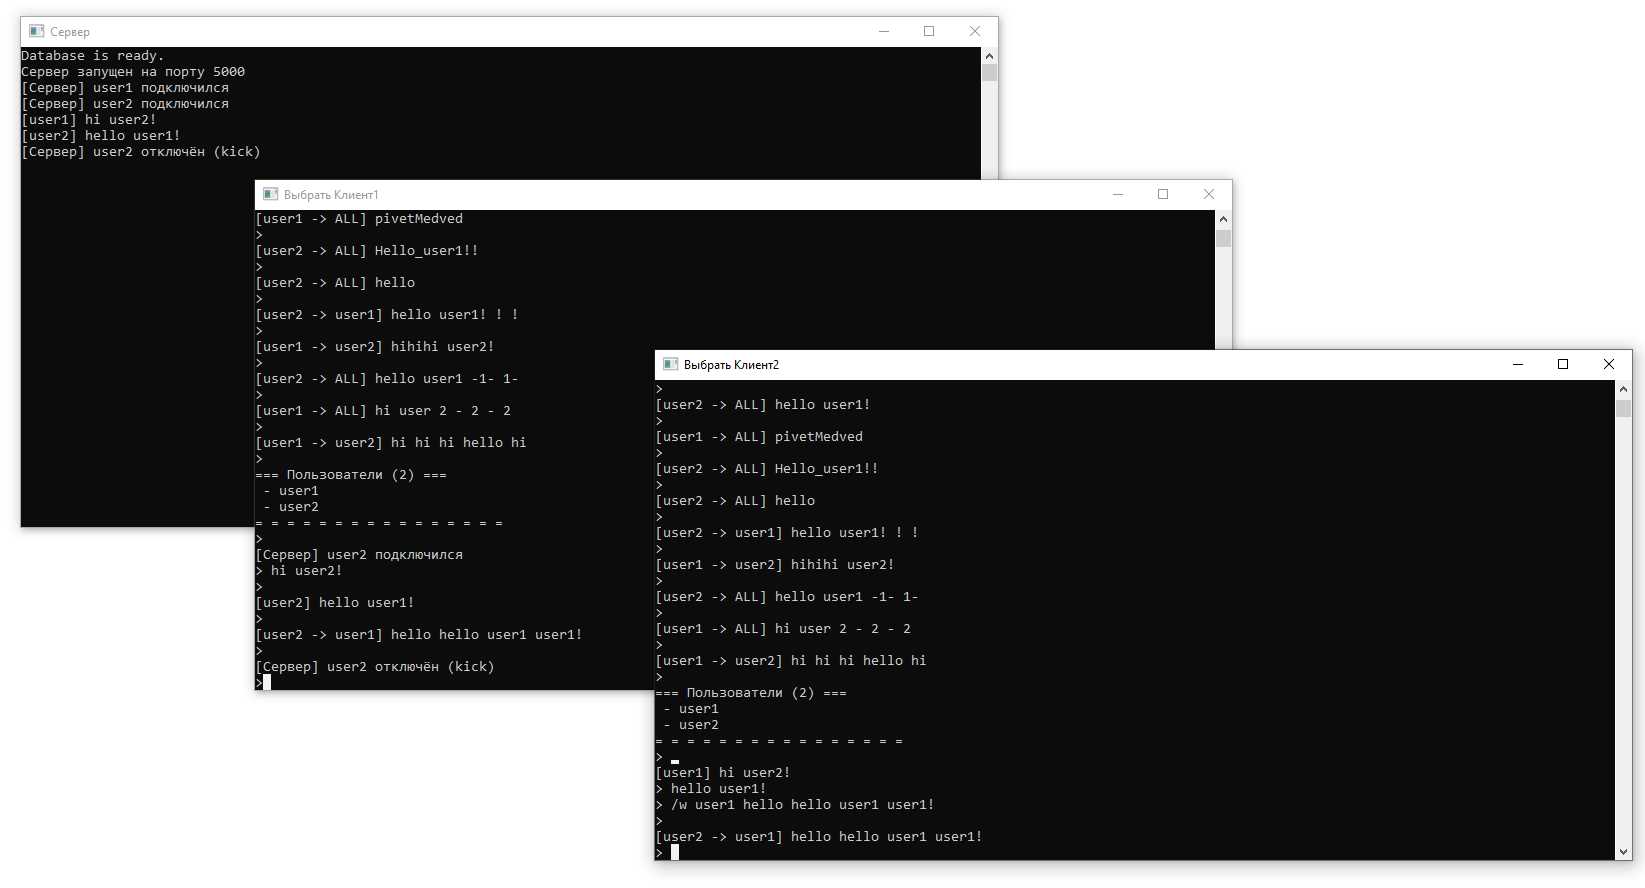 Сервер
Database is ready.
Сервер запущен на порту 5000
[Сервер] user1 подключился
[Сервер] user2 подключился
[user1] hi user2!
[user2] hello user1!
[Сервер] user2 отключён (kick)
Выбрать Клиент1
[user1 -> ALL] pivetMedved
>
[user2 -> ALL] Hello_user1!!
>
[user2 -> ALL] hello
>
[user2 -> user1] hello user1! ! !
>
[user1 -> user2] hihihi user2!
>
[user2 -> ALL] hello user1 -1- 1-
>
[user1 -> ALL] hi user 2 - 2 - 2
>
[user1 -> user2] hi hi hi hello hi
>
=== Пользователи (2) ===
- user1
- user2
= = = = = = = = = = = = = = = =
>
[Сервер] user2 подключился
> hi user2!
>
[user2] hello user1!
>
[user2 -> user1] hello hello user1 user1!
>
[Сервер] user2 отключён (kick)
>
Выбрать Клиент2
>
[user2 -> ALL] hello user1!
>
[user1 -> ALL] pivetMedved
>
[user2 -> ALL] Hello_user1!!
>
[user2 -> ALL] hello
>
[user2 -> user1] hello user1! ! !
>
[user1 -> user2] hihihi user2!
>
[user2 -> ALL] hello user1 -1- 1-
>
[user1 -> ALL] hi user 2 - 2 - 2
>
[user1 -> user2] hi hi hi hello hi
>
=== Пользователи (2) ===
- user1
- user2
= = = = = = = = = = = = = = = =
>
[user1] hi user2!
> hello user1!
> /w user1 hello hello user1 user1!
>
[user2 -> user1] hello hello user1 user1!
>